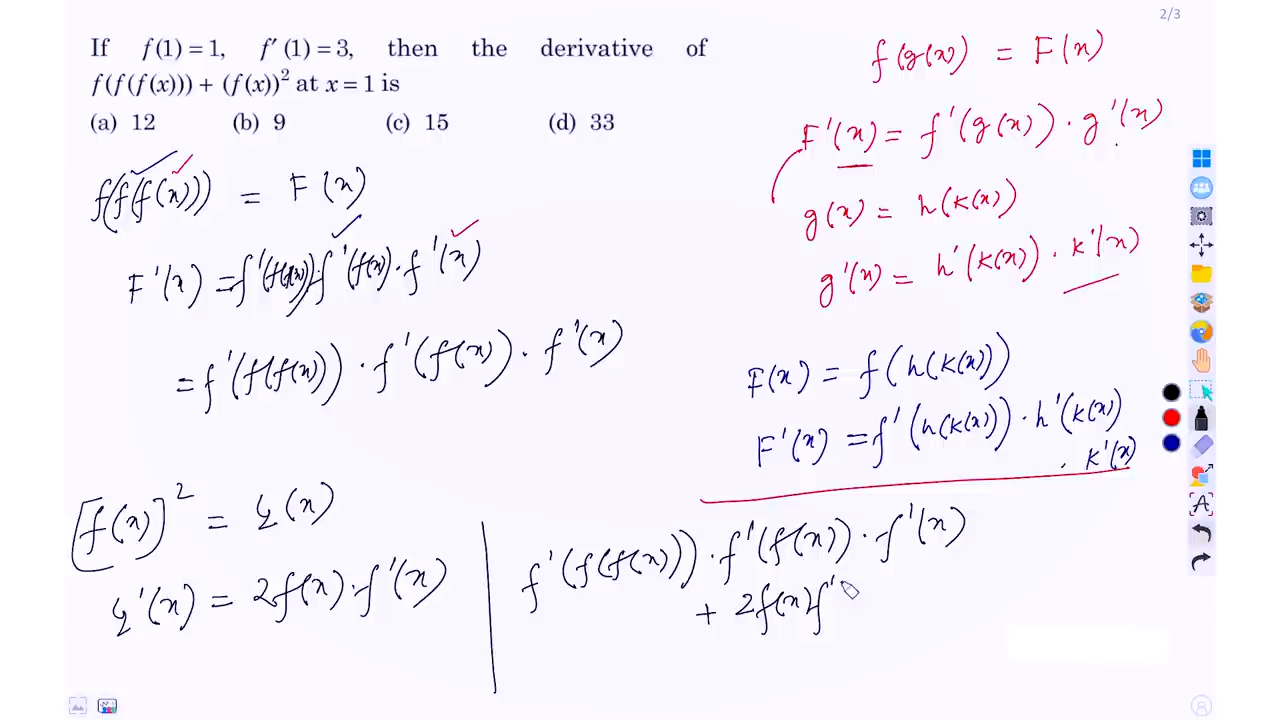 2/3
If f(1) = 1, f′(1) = 3, then the derivative of
f(f(f(x))) + (f(x))² at x = 1 is
(a) 12 (b) 9 (c) 15 (d) 33
f(f(f(x))) = F(x)
F'(x) = f'(f(f(x))·f'(f(x)·f'(x)
= f'(f(f(x)))·f'(f(x))·f'(x)
[f(x)]² = G(x)
G'(x) = 2f(x)·f'(x)
f(g(x)) = F(x)
F'(x) = f'(g(x))·g'(x)
g(x) = h(k(x))
g'(x) = h'(k(x))·k'(x)
F(x) = f(h(k(x)))
F'(x) = f'(h(k(x)))·h'(k(x))
·k'(x)
f'(f(f(x)))·f'(f(x))·f'(x)
+ 2f(x)f'
A